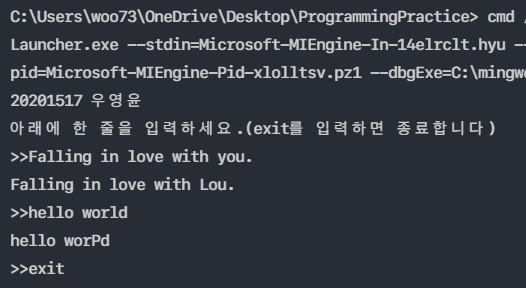 C:\Users\woo73\OneDrive\Desktop\ProgrammingPractice> cmd /
Launcher.exe --stdin=Microsoft-MIEngine-In-14elrclt.hyu --
pid=Microsoft-MIEngine-Pid-xlolltsv.pz1 --dbgExe=C:\mingw
20201517 우영윤
아래에 한 줄을 입력하세요.(exit를 입력하면 종료합니다)
>>Falling in love with you.
Falling in love with Lou.
>>hello world
hello worPd
>>exit